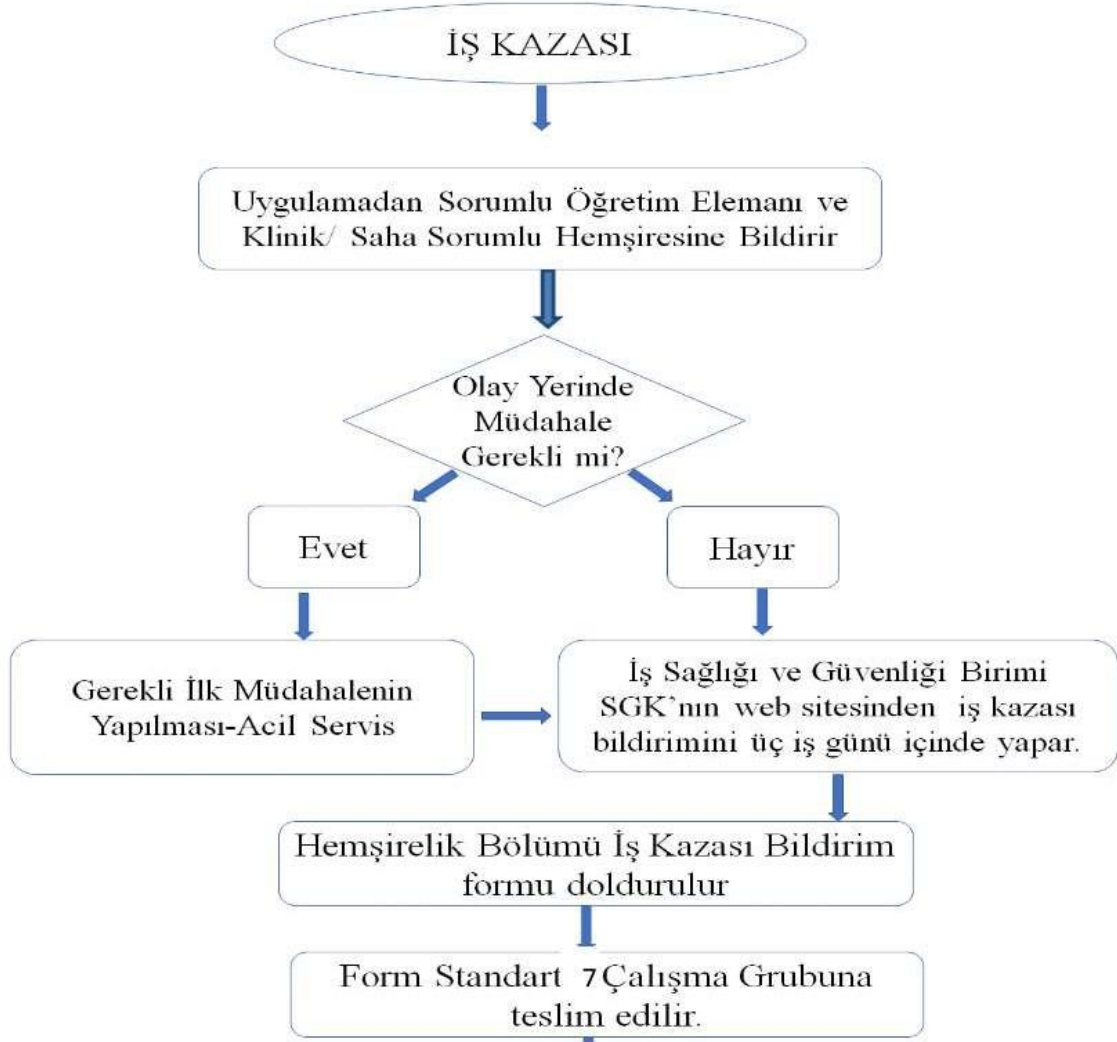 İŞ KAZASI
Uygulamadan Sorumlu Öğretim Elemanı ve
Klinik/ Saha Sorumlu Hemşiresine Bildirir
Olay Yerinde
Müdahale
Gerekli mi?
Evet
Hayır
Gerekli İlk Müdahalenin
Yapılması-Acil Servis
İş Sağlığı ve Güvenliği Birimi
SGK’nın web sitesinden iş kazası
bildirimini üç iş günü içinde yapar.
Hemşirelik Bölümü İş Kazası Bildirim
formu doldurulur
Form Standart 7 Çalışma Grubuna
teslim edilir.